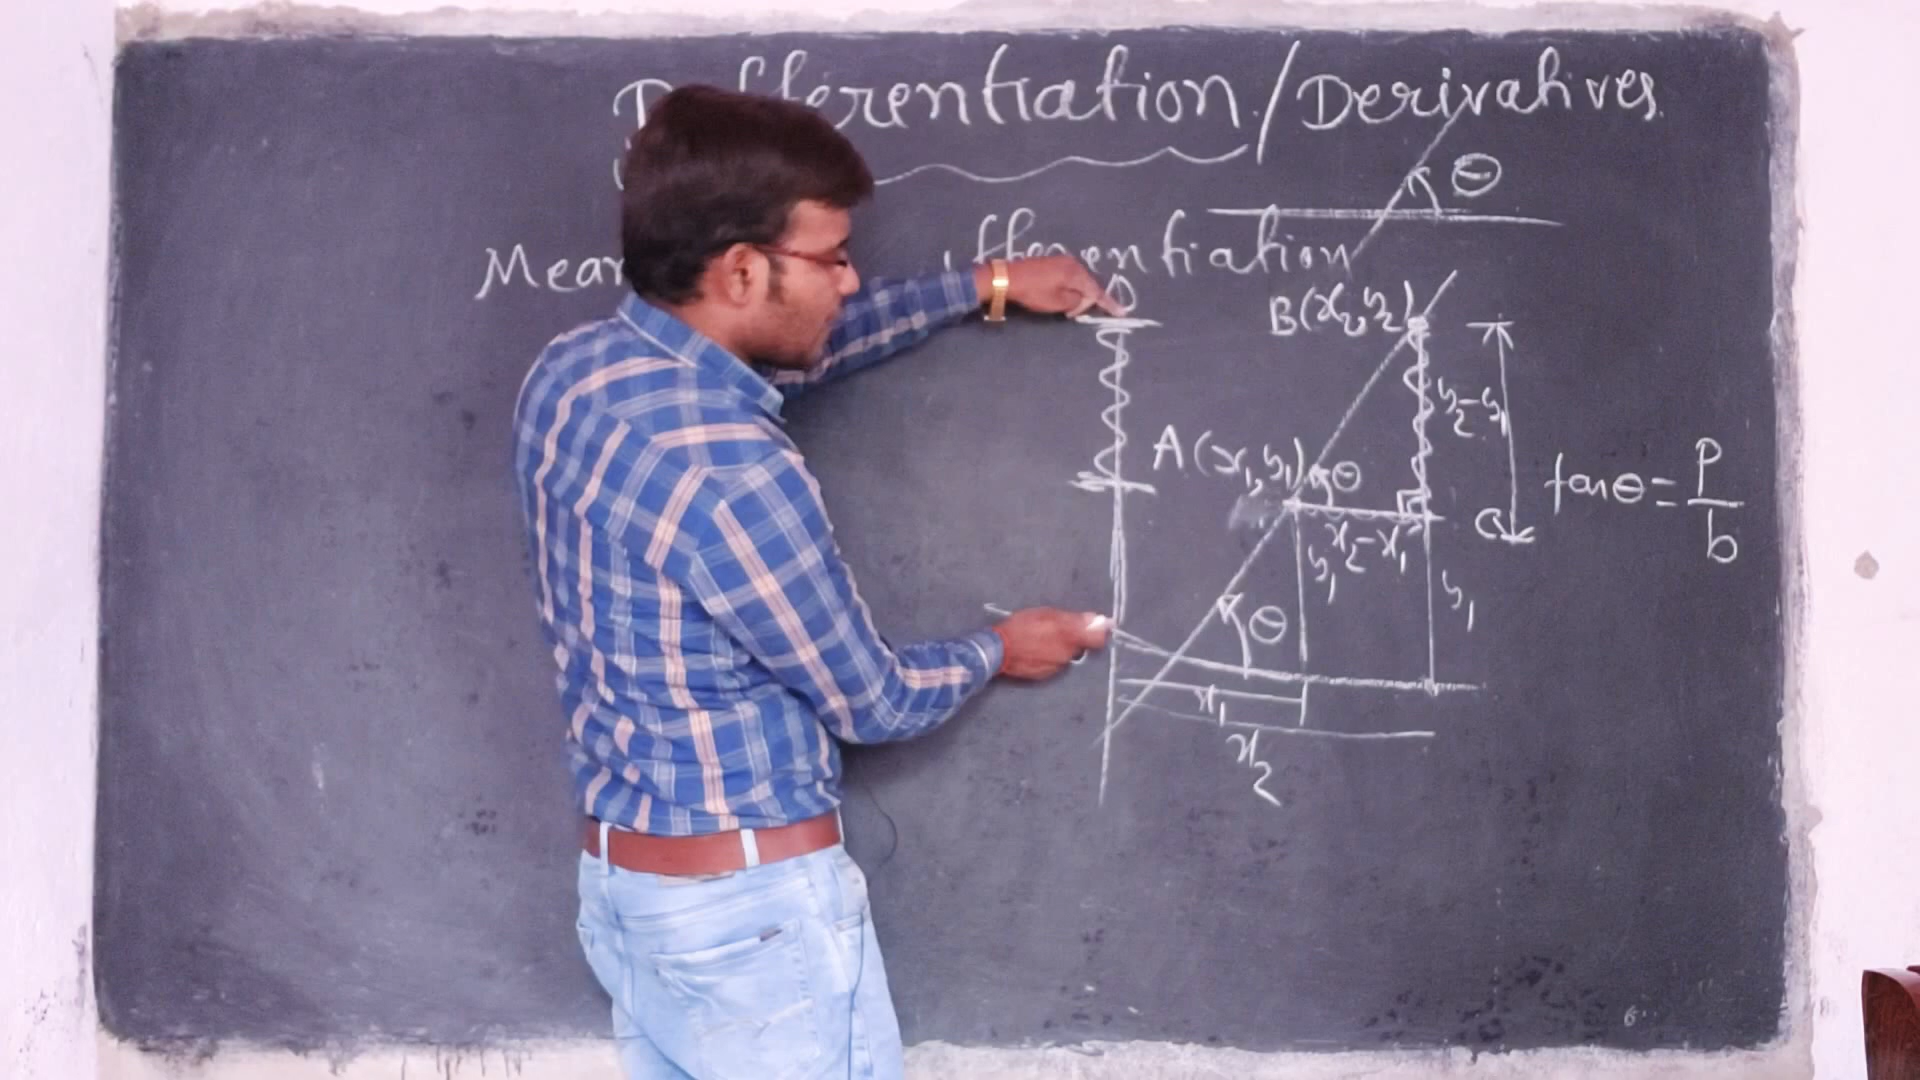 Differentiation/Derivatives
θ
Mean ifferentiation
B(x₂,y₂)
y₂-y₁
A(x₁,y₁) θ
tanθ = P/b
x₂-x₁
y₁
y₁
θ
x₁
x₂